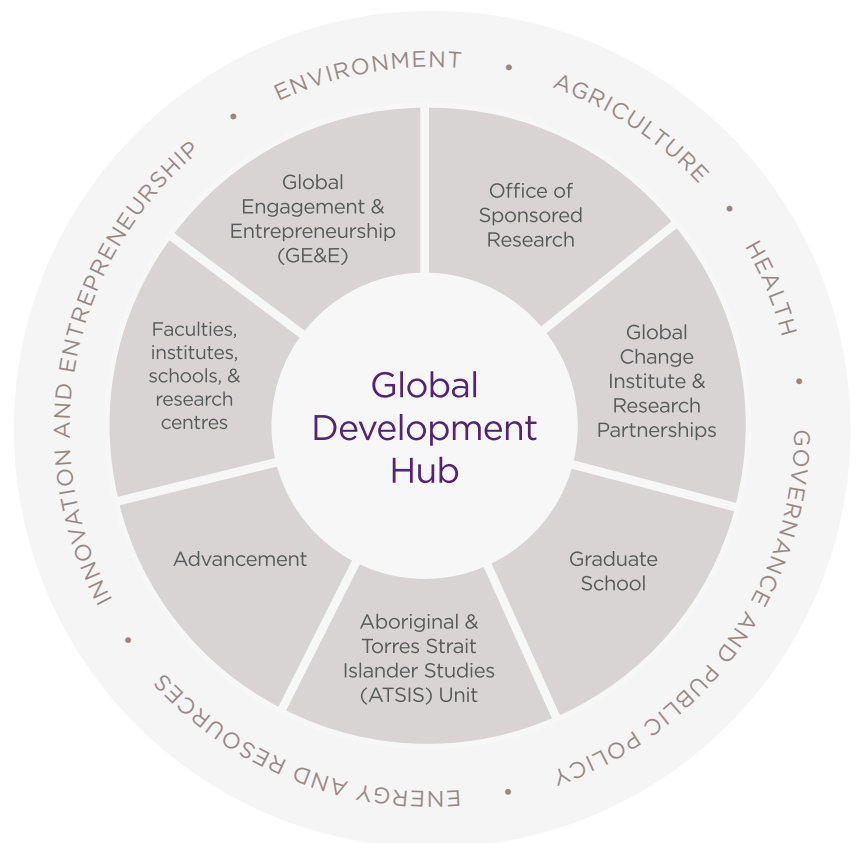 ENVIRONMENT • AGRICULTURE • HEALTH • GOVERNANCE AND PUBLIC POLICY • ENERGY AND RESOURCES • INNOVATION AND ENTREPRENEURSHIP •
Global
Engagement &
Entrepreneurship
(GE&E)
Office of
Sponsored
Research
Global
Change
Institute &
Research
Partnerships
Graduate
School
Aboriginal &
Torres Strait
Islander Studies
(ATSIS) Unit
Advancement
Faculties,
institutes,
schools, &
research
centres
Global
Development
Hub